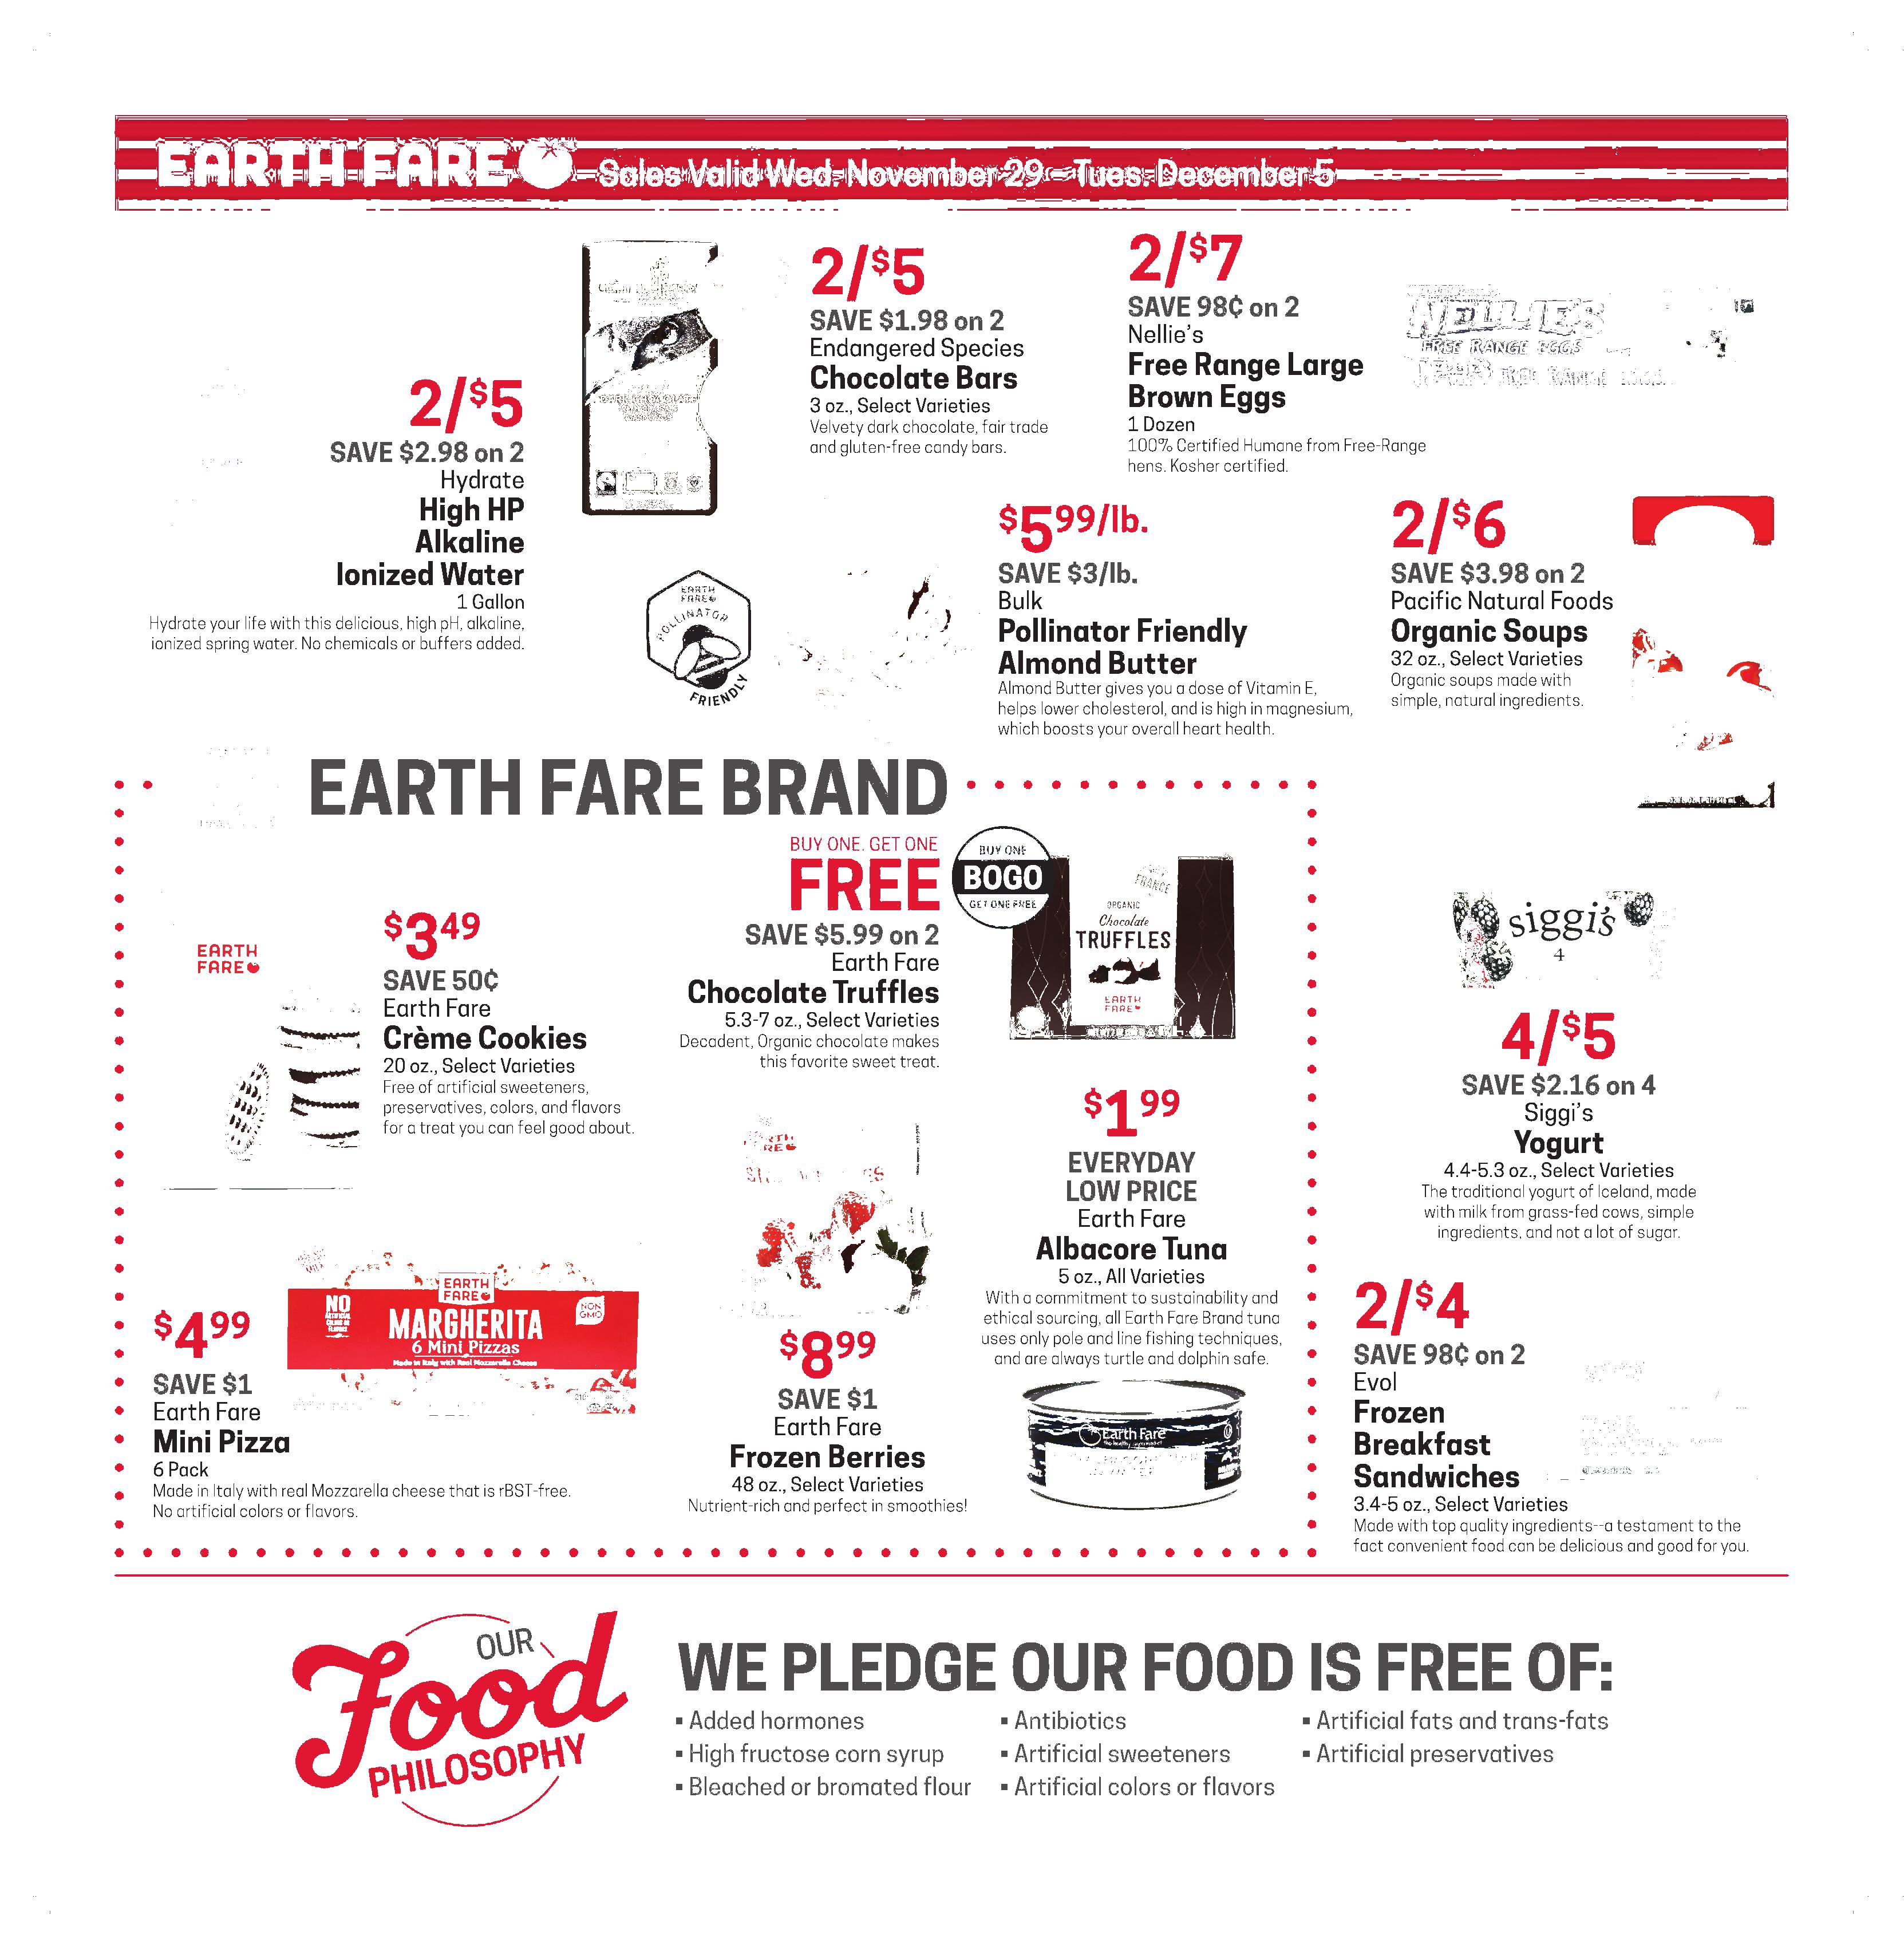 EARTH FARE Sales Valid Wed. November 29 – Tues. December 5
2/$5
SAVE $2.98 on 2
Hydrate
High HP
Alkaline
Ionized Water
1 Gallon
Hydrate your life with this delicious, high pH, alkaline,
ionized spring water. No chemicals or buffers added.
2/$5
SAVE $1.98 on 2
Endangered Species
Chocolate Bars
3 oz., Select Varieties
Velvety dark chocolate, fair trade
and gluten-free candy bars.
2/$7
SAVE 98¢ on 2
Nellie's
Free Range Large
Brown Eggs
1 Dozen
100% Certified Humane from Free-Range
hens. Kosher certified.
NELLIE'S
FREE RANGE EGGS
EARTH
FARE
POLLINATOR
FRIENDLY
$5.99/lb.
SAVE $3/lb.
Bulk
Pollinator Friendly
Almond Butter
Almond Butter gives you a dose of Vitamin E,
helps lower cholesterol, and is high in magnesium,
which boosts your overall heart health.
2/$6
SAVE $3.98 on 2
Pacific Natural Foods
Organic Soups
32 oz., Select Varieties
Organic soups made with
simple, natural ingredients.
EARTH FARE BRAND
EARTH
FARE
$3.49
SAVE 50¢
Earth Fare
Crème Cookies
20 oz., Select Varieties
Free of artificial sweeteners,
preservatives, colors, and flavors
for a treat you can feel good about.
BUY ONE. GET ONE
FREE
SAVE $5.99 on 2
Earth Fare
Chocolate Truffles
5.3-7 oz., Select Varieties
Decadent, Organic chocolate makes
this favorite sweet treat.
BUY ONE
BOGO
GET ONE FREE
FRANCE
ORGANIC
Chocolate
TRUFFLES
EARTH
FARE
siggi's
4
4/$5
SAVE $2.16 on 4
Siggi's
Yogurt
4.4-5.3 oz., Select Varieties
The traditional yogurt of Iceland, made
with milk from grass-fed cows, simple
ingredients, and not a lot of sugar.
$1.99
EVERYDAY
LOW PRICE
Earth Fare
Albacore Tuna
5 oz., All Varieties
With a commitment to sustainability and
ethical sourcing, all Earth Fare Brand tuna
uses only pole and line fishing techniques,
and are always turtle and dolphin safe.
Earth Fare
$4.99
SAVE $1
Earth Fare
Mini Pizza
6 Pack
Made in Italy with real Mozzarella cheese that is rBST-free.
No artificial colors or flavors.
EARTH
FARE
NO
MARGHERITA
6 Mini Pizzas
Made in Italy with Real Mozzarella Cheese
NON
GMO
$8.99
SAVE $1
Earth Fare
Frozen Berries
48 oz., Select Varieties
Nutrient-rich and perfect in smoothies!
2/$4
SAVE 98¢ on 2
Evol
Frozen
Breakfast
Sandwiches
3.4-5 oz., Select Varieties
Made with top quality ingredients--a testament to the
fact convenient food can be delicious and good for you.
OUR
Food
PHILOSOPHY
WE PLEDGE OUR FOOD IS FREE OF:
▪ Added hormones
▪ High fructose corn syrup
▪ Bleached or bromated flour
▪ Antibiotics
▪ Artificial sweeteners
▪ Artificial colors or flavors
▪ Artificial fats and trans-fats
▪ Artificial preservatives